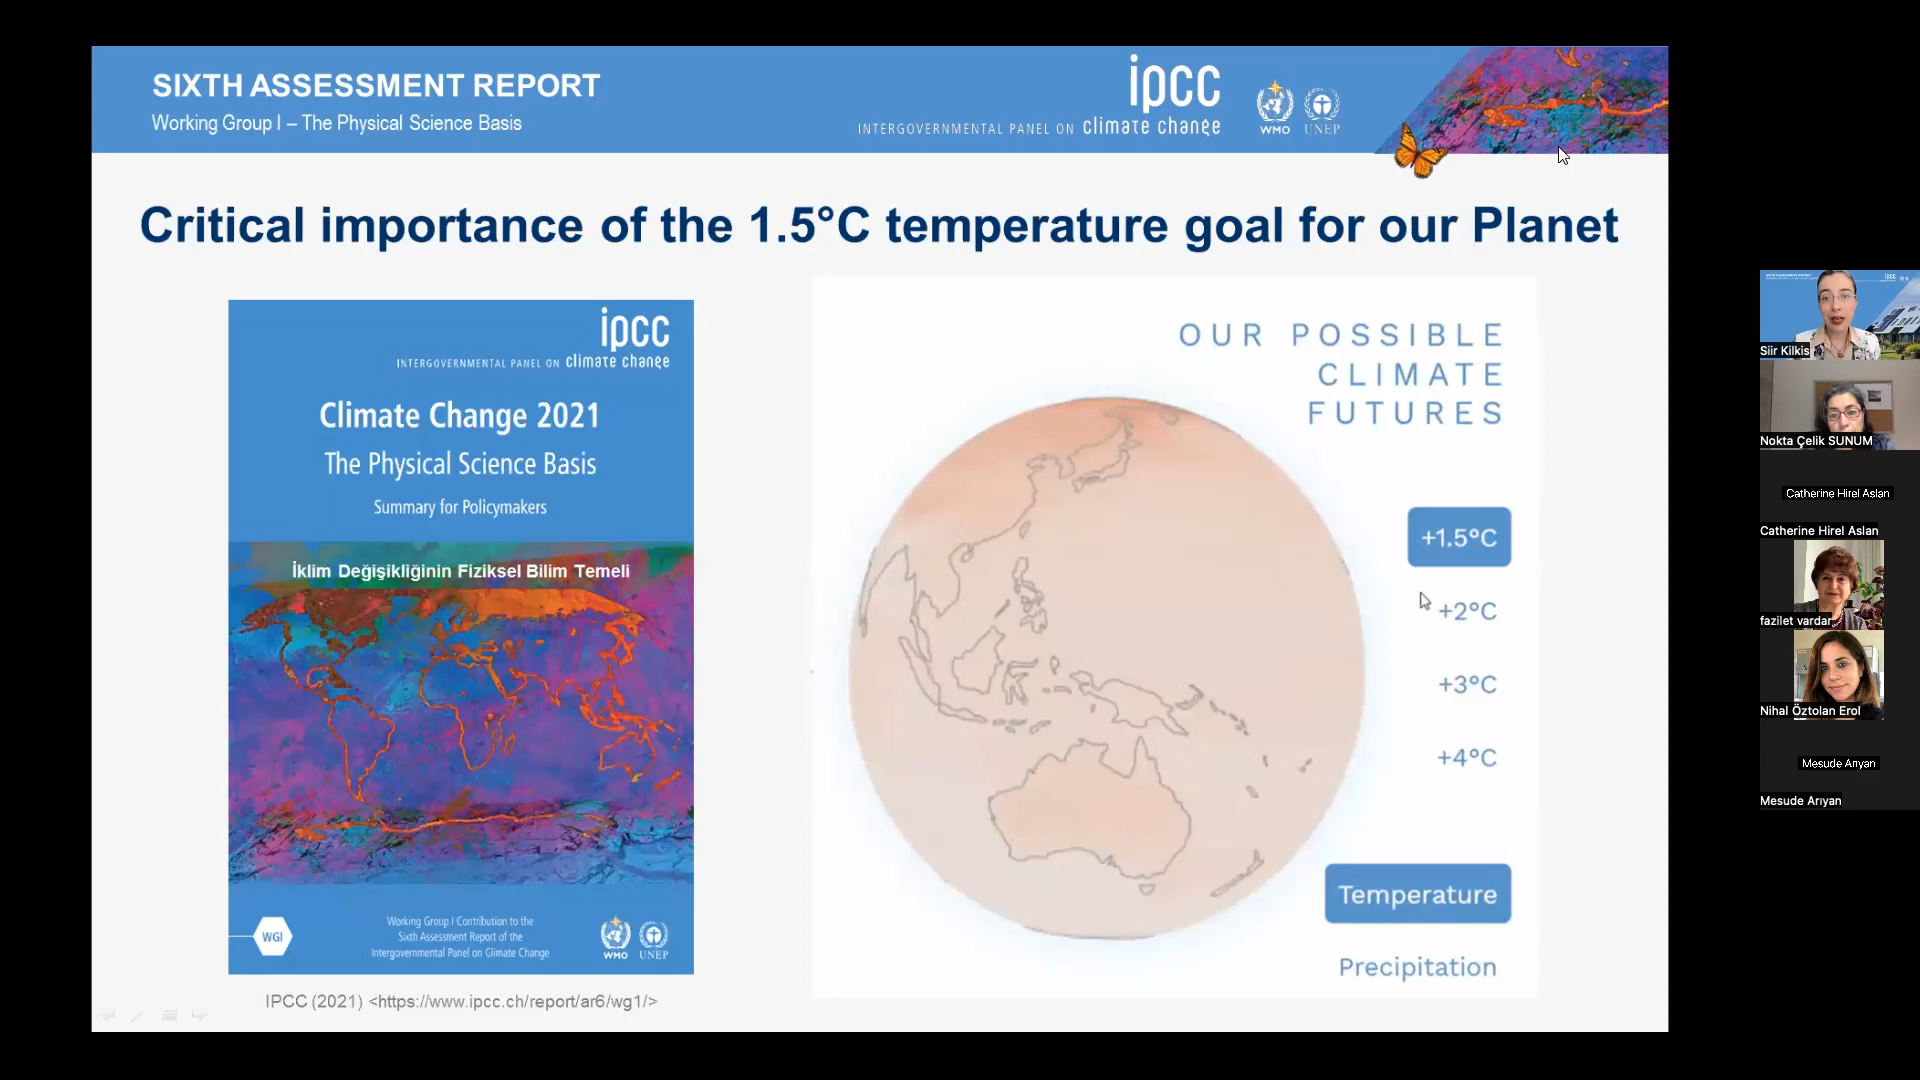 SIXTH ASSESSMENT REPORT
Working Group I – The Physical Science Basis
ipcc
INTERGOVERNMENTAL PANEL ON climate change
WMO
UNEP
Critical importance of the 1.5°C temperature goal for our Planet
ipcc
INTERGOVERNMENTAL PANEL ON climate change
Climate Change 2021
The Physical Science Basis
Summary for Policymakers
İklim Değişikliğinin Fiziksel Bilim Temeli
WGI
Working Group I Contribution to the
Sixth Assessment Report of the
Intergovernmental Panel on Climate Change
WMO
UNEP
IPCC (2021) <https://www.ipcc.ch/report/ar6/wg1/>
OUR POSSIBLE
CLIMATE
FUTURES
+1.5°C
+2°C
+3°C
+4°C
Temperature
Precipitation
Siir Kilkis
Nokta Çelik SUNUM
Catherine Hirel Aslan
Catherine Hirel Aslan
fazilet vardar
Nihal Öztolan Erol
Mesude Arıyan
Mesude Arıyan